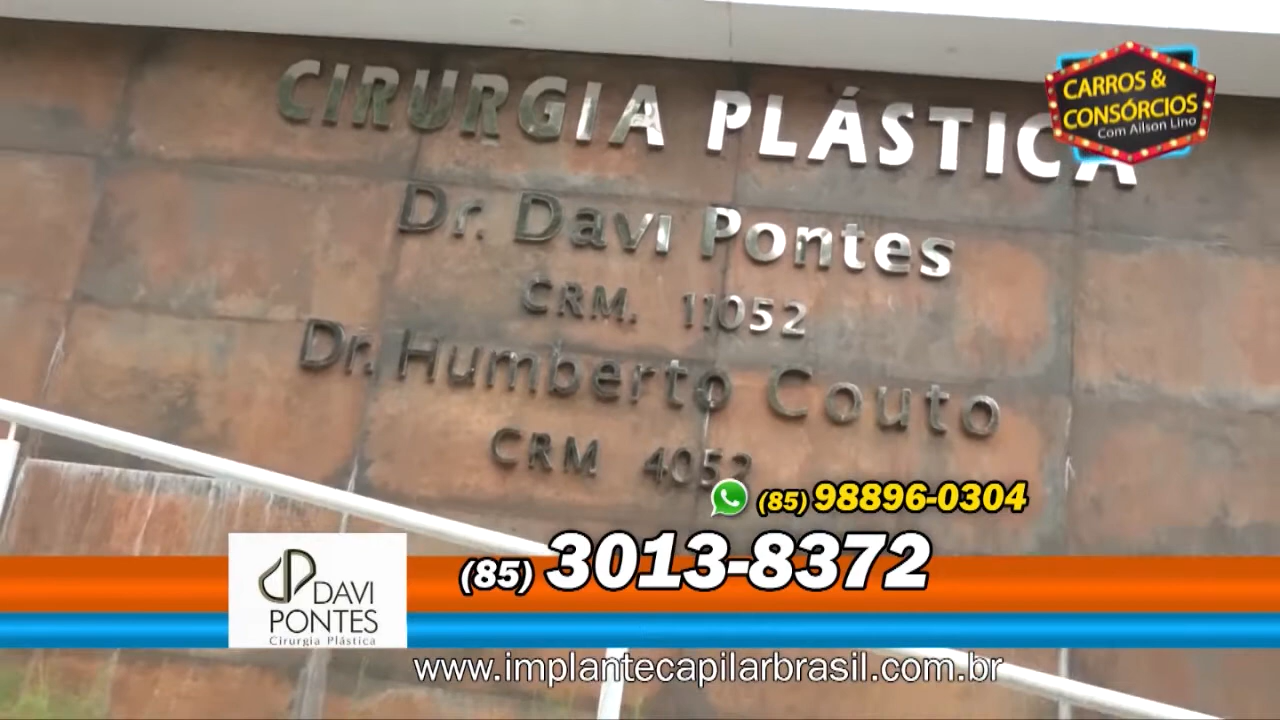 CIRURGIA PLÁSTICA
CARROS &
CONSÓRCIOS
Com Ailson Lino
Dr. Davi Pontes
CRM. 11052
Dr. Humberto Couto
CRM 4052
(85) 98896-0304
(85) 3013-8372
DAVI
PONTES
Cirurgia Plástica
www.implantecapilarbrasil.com.br